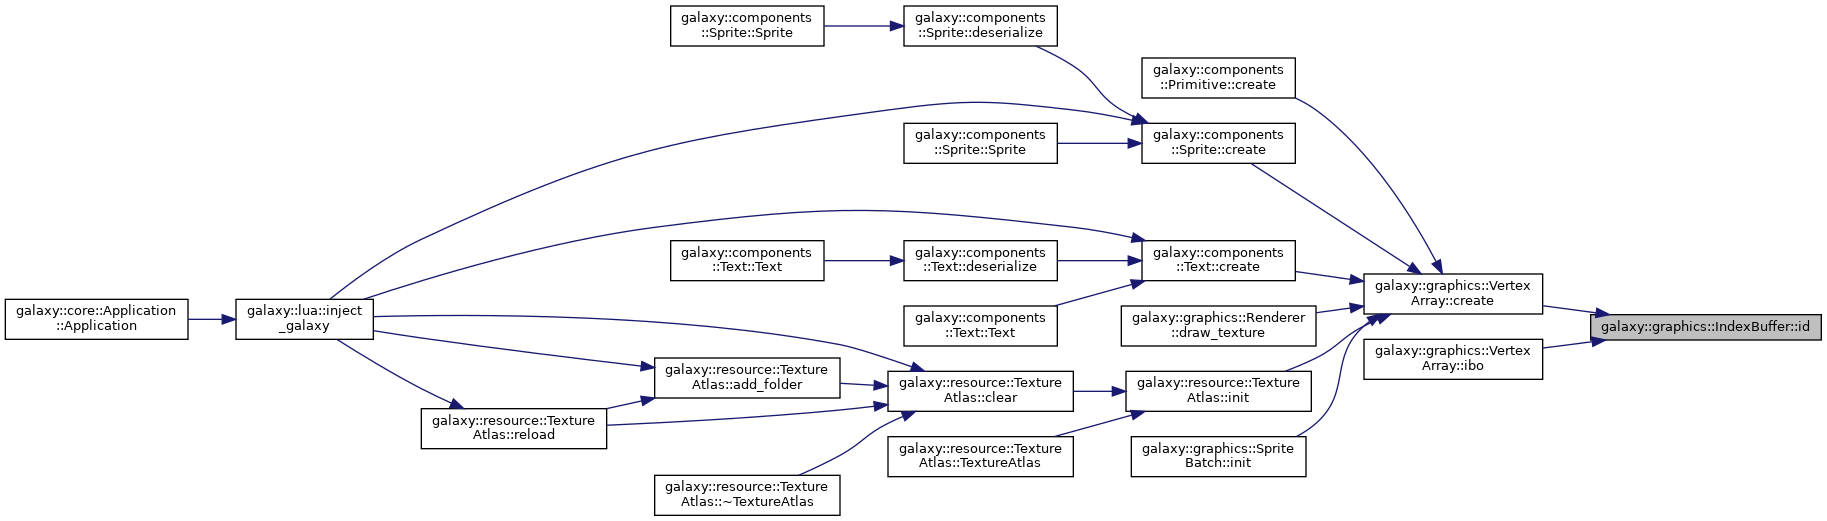 galaxy::components
::Sprite::Sprite
galaxy::components
::Sprite::deserialize
galaxy::components
::Primitive::create
galaxy::components
::Sprite::Sprite
galaxy::components
::Sprite::create
galaxy::components
::Text::Text
galaxy::components
::Text::deserialize
galaxy::components
::Text::create
galaxy::graphics::Vertex
Array::create
galaxy::core::Application
::Application
galaxy::lua::inject
_galaxy
galaxy::components
::Text::Text
galaxy::graphics::Renderer
::draw_texture
galaxy::graphics::IndexBuffer::id
galaxy::graphics::Vertex
Array::ibo
galaxy::resource::Texture
Atlas::add_folder
galaxy::resource::Texture
Atlas::clear
galaxy::resource::Texture
Atlas::init
galaxy::resource::Texture
Atlas::reload
galaxy::resource::Texture
Atlas::TextureAtlas
galaxy::graphics::Sprite
Batch::init
galaxy::resource::Texture
Atlas::~TextureAtlas